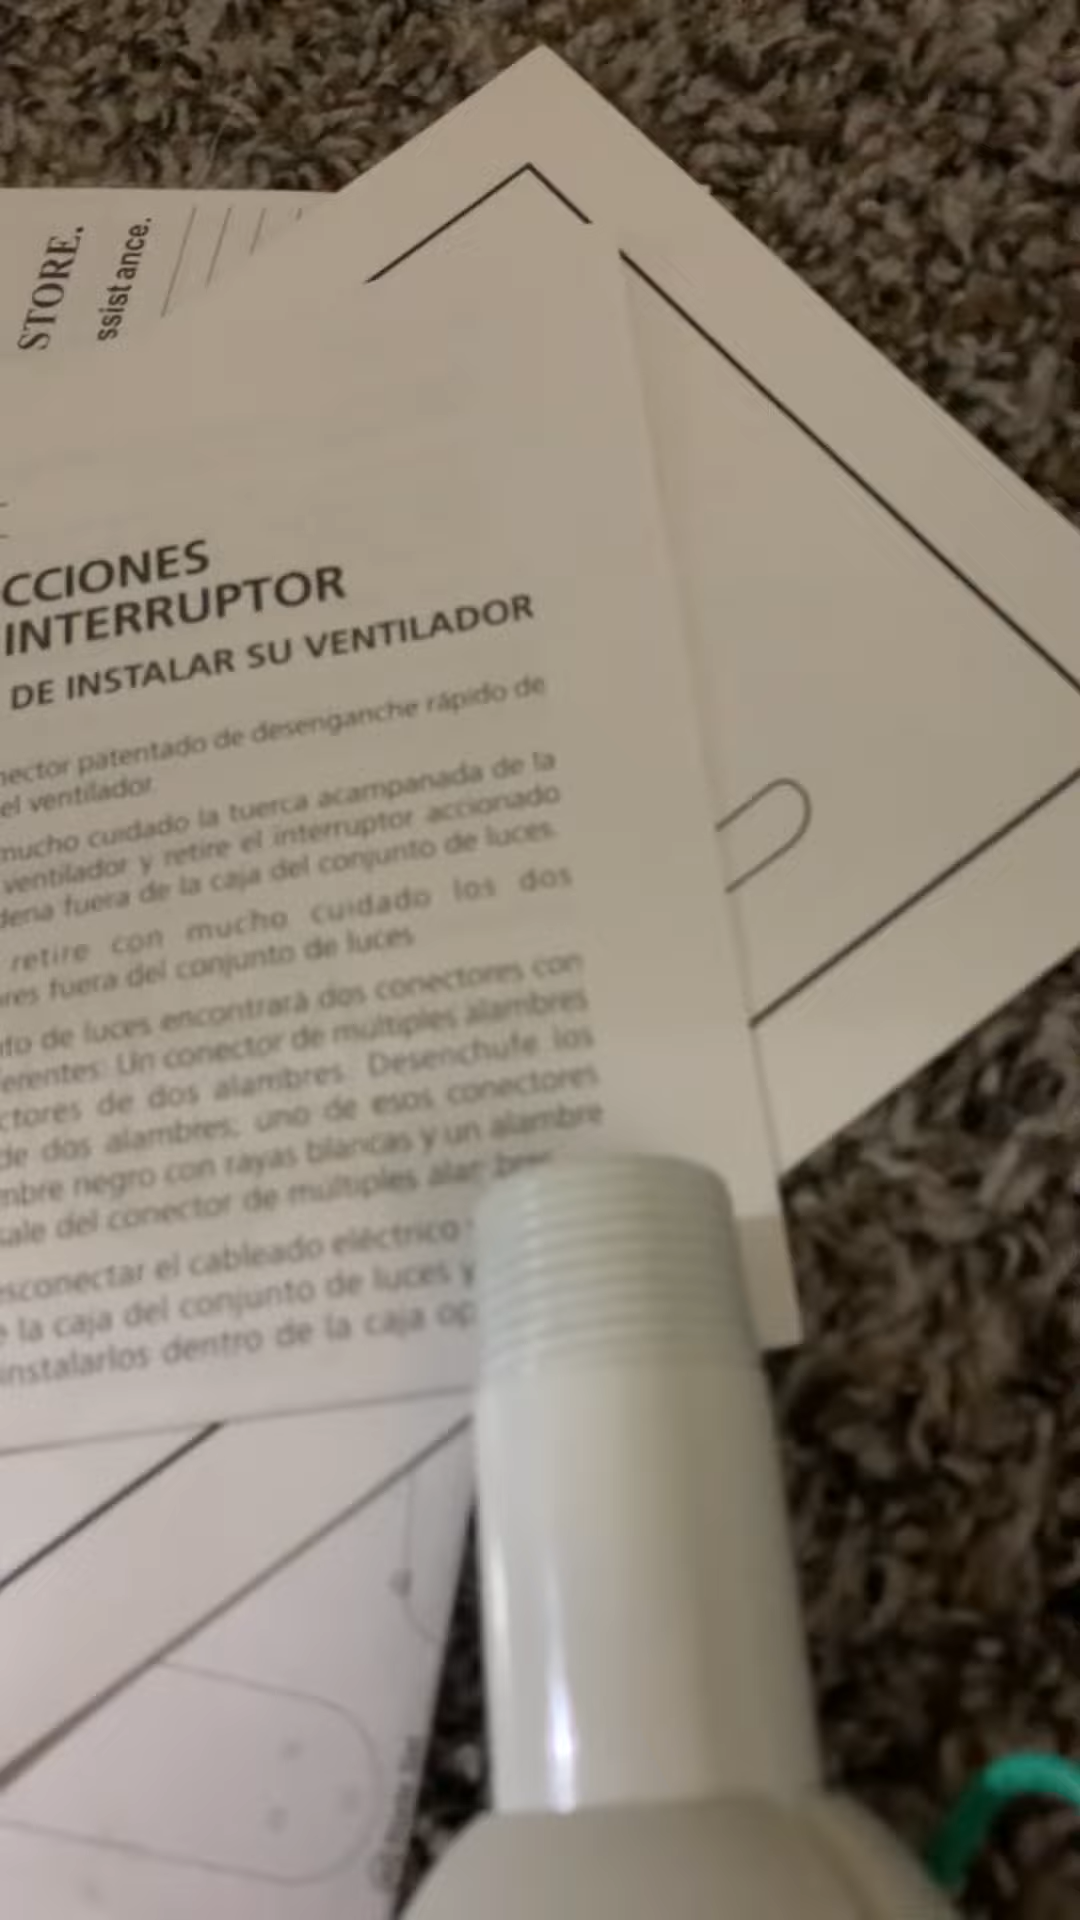 STORE.
ssistance.
CCIONES
INTERRUPTOR
DE INSTALAR SU VENTILADOR
nector patentado de desenganche rápido de
el ventilador.
mucho cuidado la tuerca acampanada de la
ventilador y retire el interruptor accionado
dena fuera de la caja del conjunto de luces.
retire con mucho cuidado los dos
res fuera del conjunto de luces
nto de luces encontrará dos conectores con
erentes: Un conector de múltiples alambres
ctores de dos alambres. Desenchufe los
de dos alambres; uno de esos conectores
mbre negro con rayas blancas y un alambre
sale del conector de múltiples alambres
esconectar el cableado eléctrico
e la caja del conjunto de luces y
instalarlos dentro de la caja op